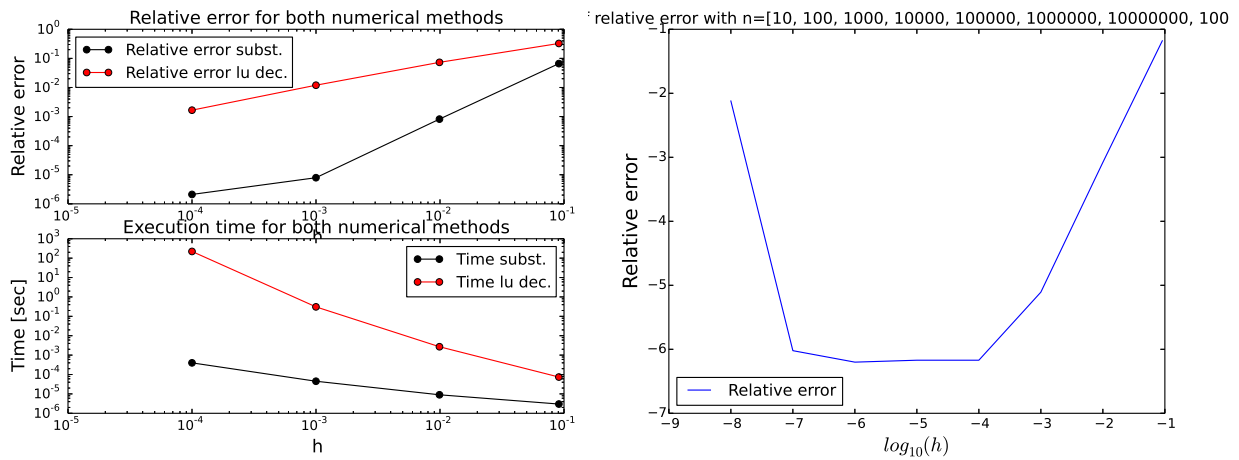 Relative error for both numerical methods
10^0
10^-1
10^-2
10^-3
10^-4
10^-5
10^-6
Relative error
Relative error subst.
Relative error lu dec.
10^-5 10^-4 10^-3 10^-2 10^-1
Execution time for both numerical methods
10^3
10^2
10^1
10^0
10^-1
10^-2
10^-3
10^-4
10^-5
10^-6
Time [sec]
Time subst.
Time lu dec.
10^-5 10^-4 10^-3 10^-2 10^-1
h
relative error with n=[10, 100, 1000, 10000, 100000, 1000000, 10000000, 100
−1
−2
−3
−4
−5
−6
−7
Relative error
Relative error
−9 −8 −7 −6 −5 −4 −3 −2 −1
log10(h)